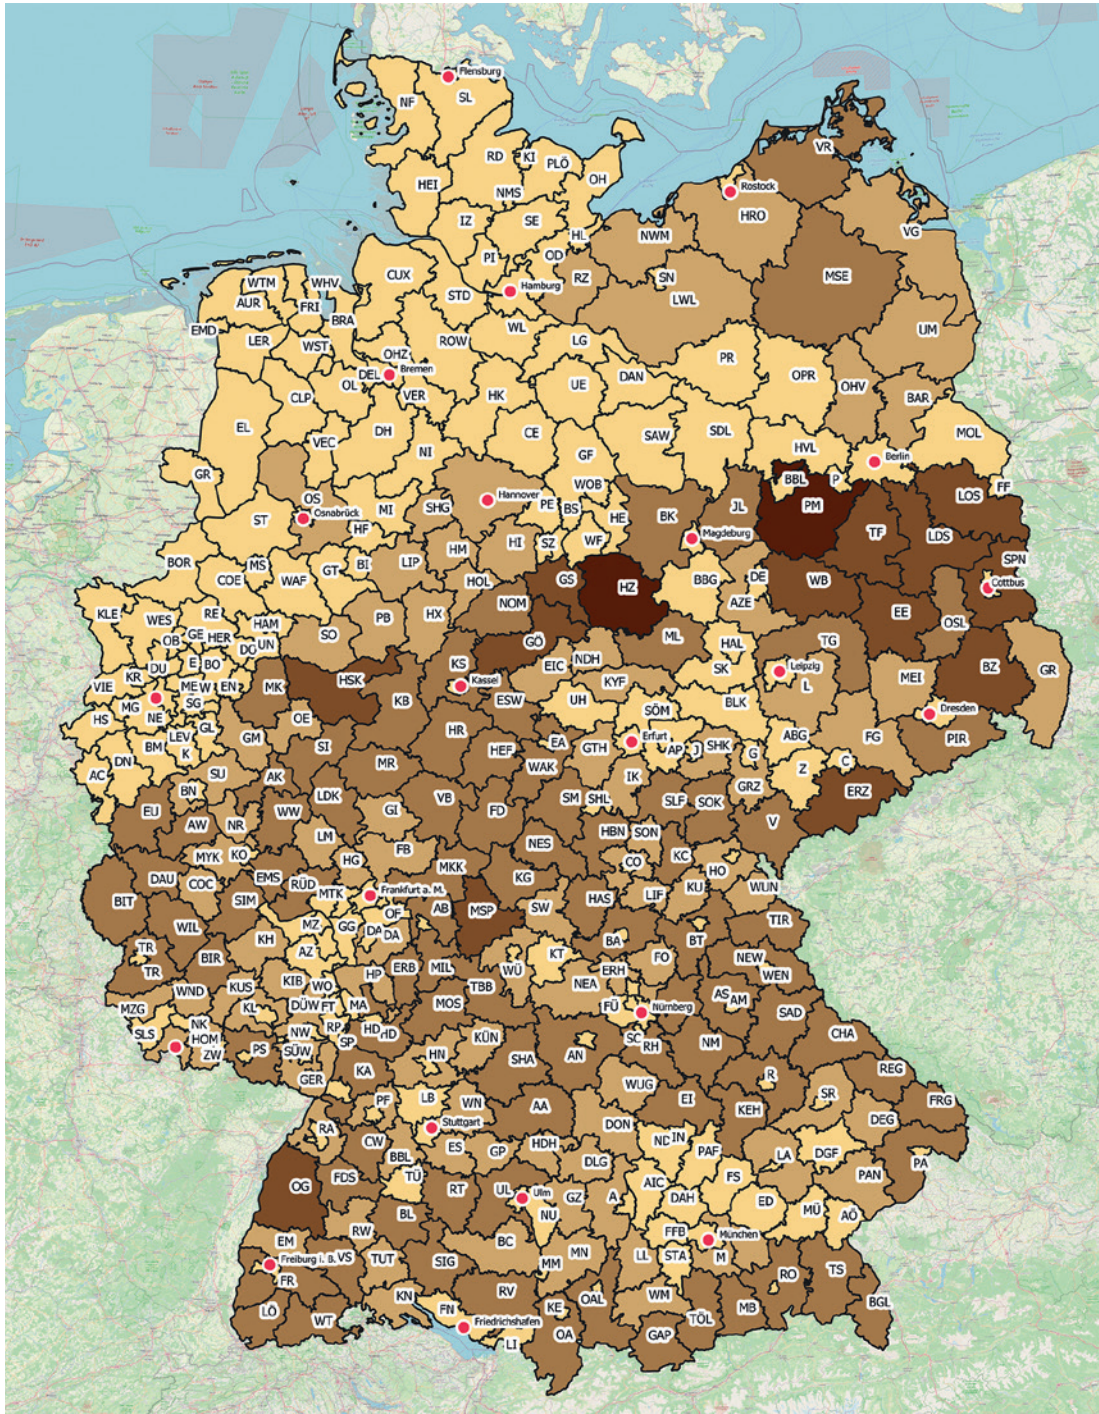 Flensburg
NF
SL
RD
KI
PLÖ
OH
HEI
NMS
VR
Rostock
IZ
SE
HRO
HL
NWM
VG
PI
OD
CUX
RZ
SN
MSE
WTM
WHV
AUR
FRI
STD
Hamburg
LWL
BRA
EMD
LER
WST
ROW
WL
LG
UM
OHZ
PR
DEL
Bremen
OL
VER
HK
UE
DAN
OPR
OHV
BAR
CLP
EL
DH
CE
SAW
SDL
VEC
NI
HVL
MOL
GR
GF
Berlin
WOB
BBL
P
FF
OS
Hannover
PE
BS
HE
BK
JL
PM
LOS
Osnabrück
SHG
MI
ST
HF
SZ
WF
Magdeburg
TF
LDS
HI
BOR
MS
GT
BI
LIP
HM
SPN
COE
WAF
HOL
GS
HZ
BBG
DE
WB
Cottbus
AZE
KLE
WES
RE
HAM
PB
HX
NOM
EE
OSL
OB
GE
HER
UN
DO
SO
GÖ
ML
HAL
TG
DU
E
BO
EIC
NDH
SK
Leipzig
BZ
GR
VIE
KR
ME
W
EN
MK
HSK
KB
KS
Kassel
KYF
MEI
L
MG
SG
ESW
UH
SÖM
BLK
HS
NE
GL
OE
Dresden
LEV
GM
HR
EA
Erfurt
ABG
FG
PIR
BM
K
SI
HEF
GTH
AP
J
SHK
G
AC
DN
SU
MR
WAK
Z
C
BN
AK
IK
GRZ
ERZ
EU
WW
LDK
VB
SM
SHL
SLF
SOK
AW
NR
GI
FD
V
LM
HBN
SON
MYK
KO
FB
NES
CO
KC
DAU
COC
EMS
HG
MKK
HO
RÜD
KG
KU
WUN
BIT
SIM
MTK
Frankfurt a. M.
HAS
LIF
OF
AB
MSP
SW
WIL
MZ
GG
DA
DA
TIR
TR
KH
AZ
BA
BT
BIR
KT
FO
NEW
TR
ERB
MIL
WÜ
ERH
WEN
WND
KUS
KIB
WO
HP
TBB
NEA
MZG
DÜW
FT
MA
MOS
FÜ
Nürnberg
AS
AM
SAD
SLS
NK
KL
RP
HOM
NW
HD
HD
SC
CHA
ZW
PS
SÜW
SP
HN
KÜN
AN
RH
NM
SHA
GER
KA
WUG
R
REG
PF
LB
WN
AA
EI
SR
FRG
RA
Stuttgart
DON
KEH
DEG
CW
ES
GP
HDH
ND
IN
PAF
BBL
LA
DGF
PA
OG
FDS
TÜ
DLG
RT
UL
Ulm
GZ
A
AIC
FS
PAN
DAH
ED
MÜ
AÖ
BL
NU
EM
RW
FFB
München
BC
MN
LL
STA
M
Freiburg i. B.
VS
TUT
SIG
MM
RO
TS
FR
KN
RV
OAL
WM
BGL
LÖ
WT
FN
KE
TÖL
MB
Friedrichshafen
OA
GAP
LI